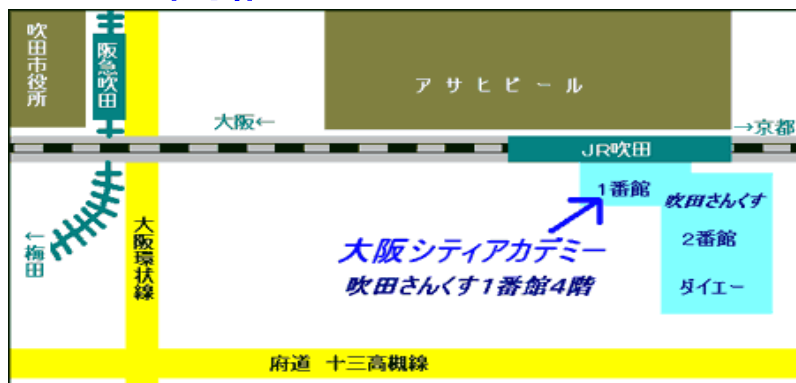 吹田市役所
阪急吹田
アサヒビール
大阪←
→京都
JR吹田
1番館
吹田さんくす
2番館
ダイエー
大阪シティアカデミー
吹田さんくす1番館4階
←梅田
大阪環状線
府道 十三高槻線